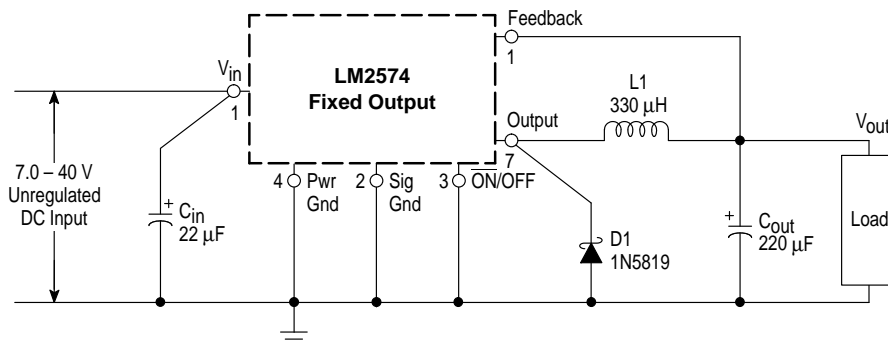 Feedback
1
LM2574
Fixed Output
V_in
1
L1
330 μH
Output
7
V_out
7.0 – 40 V
Unregulated
DC Input
4 Pwr
Gnd
2 Sig
Gnd
3 O̅N̅/OFF
C_in
22 μF
D1
1N5819
C_out
220 μF
Load
+
+